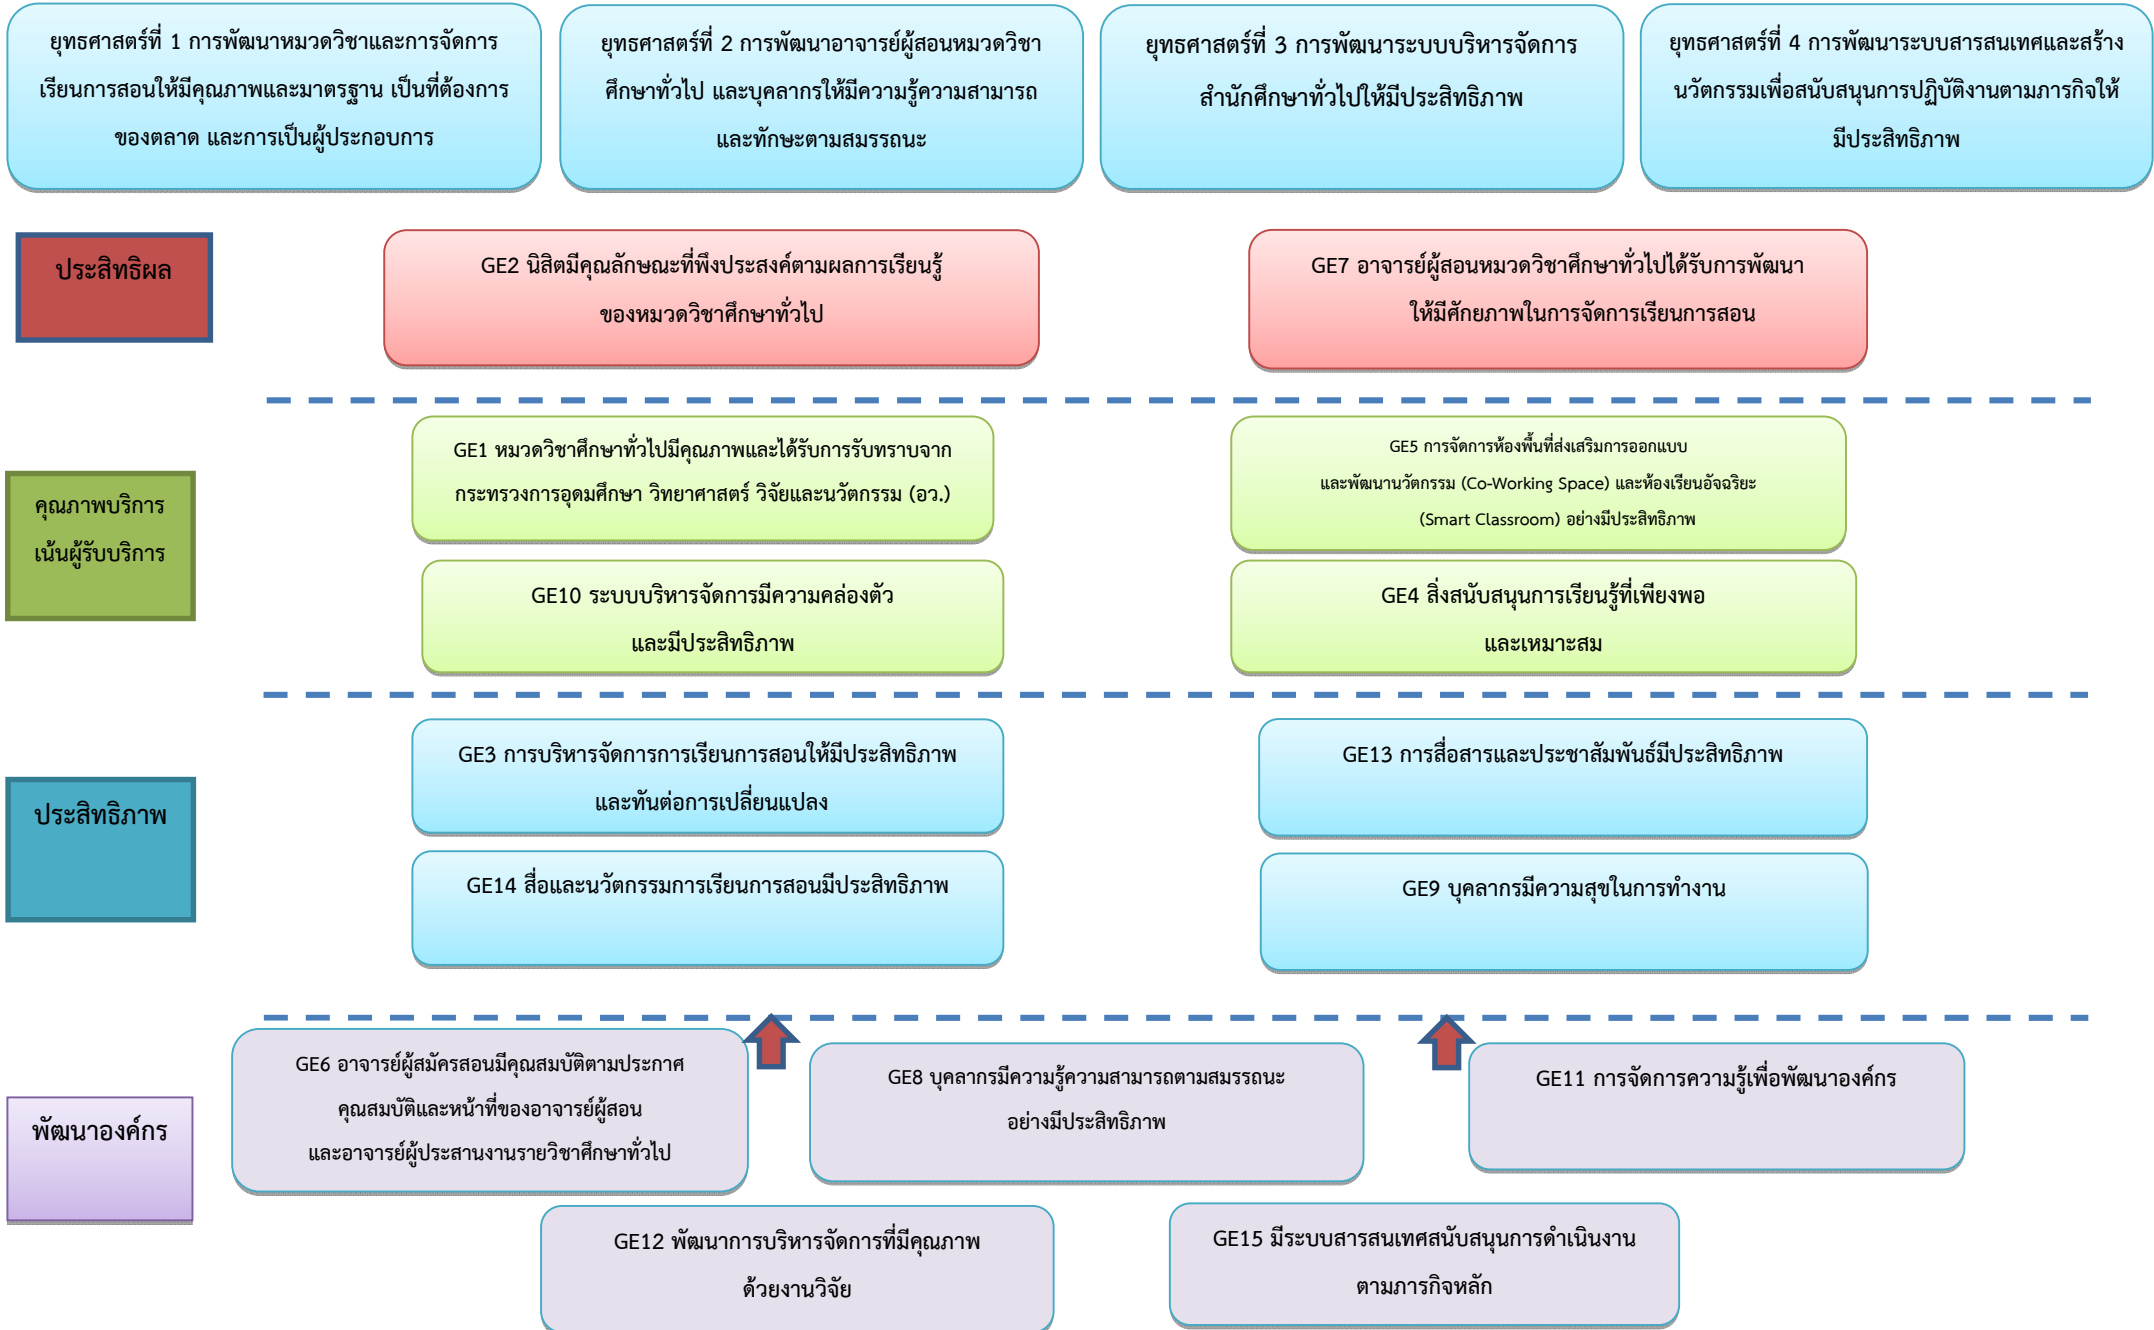 ยุทธศาสตร์ที่ 1 การพัฒนาหมวดวิชาและการจัดการ
เรียนการสอนให้มีคุณภาพและมาตรฐาน เป็นที่ต้องการ
ของตลาด และการเป็นผู้ประกอบการ
ยุทธศาสตร์ที่ 2 การพัฒนาอาจารย์ผู้สอนหมวดวิชา
ศึกษาทั่วไป และบุคลากรให้มีความรู้ความสามารถ
และทักษะตามสมรรถนะ
ยุทธศาสตร์ที่ 3 การพัฒนาระบบบริหารจัดการ
สำนักศึกษาทั่วไปให้มีประสิทธิภาพ
ยุทธศาสตร์ที่ 4 การพัฒนาระบบสารสนเทศและสร้าง
นวัตกรรมเพื่อสนับสนุนการปฏิบัติงานตามภารกิจให้
มีประสิทธิภาพ
ประสิทธิผล
GE2 นิสิตมีคุณลักษณะที่พึงประสงค์ตามผลการเรียนรู้
ของหมวดวิชาศึกษาทั่วไป
GE7 อาจารย์ผู้สอนหมวดวิชาศึกษาทั่วไปได้รับการพัฒนา
ให้มีศักยภาพในการจัดการเรียนการสอน
คุณภาพบริการ
เน้นผู้รับบริการ
GE1 หมวดวิชาศึกษาทั่วไปมีคุณภาพและได้รับการรับทราบจาก
กระทรวงการอุดมศึกษา วิทยาศาสตร์ วิจัยและนวัตกรรม (อว.)
GE5 การจัดการห้องพื้นที่ส่งเสริมการออกแบบ
และพัฒนานวัตกรรม (Co-Working Space) และห้องเรียนอัจฉริยะ
(Smart Classroom) อย่างมีประสิทธิภาพ
GE10 ระบบบริหารจัดการมีความคล่องตัว
และมีประสิทธิภาพ
GE4 สิ่งสนับสนุนการเรียนรู้ที่เพียงพอ
และเหมาะสม
ประสิทธิภาพ
GE3 การบริหารจัดการการเรียนการสอนให้มีประสิทธิภาพ
และทันต่อการเปลี่ยนแปลง
GE13 การสื่อสารและประชาสัมพันธ์มีประสิทธิภาพ
GE14 สื่อและนวัตกรรมการเรียนการสอนมีประสิทธิภาพ
GE9 บุคลากรมีความสุขในการทำงาน
พัฒนาองค์กร
GE6 อาจารย์ผู้สมัครสอนมีคุณสมบัติตามประกาศ
คุณสมบัติและหน้าที่ของอาจารย์ผู้สอน
และอาจารย์ผู้ประสานงานรายวิชาศึกษาทั่วไป
GE8 บุคลากรมีความรู้ความสามารถตามสมรรถนะ
อย่างมีประสิทธิภาพ
GE11 การจัดการความรู้เพื่อพัฒนาองค์กร
GE12 พัฒนาการบริหารจัดการที่มีคุณภาพ
ด้วยงานวิจัย
GE15 มีระบบสารสนเทศสนับสนุนการดำเนินงาน
ตามภารกิจหลัก